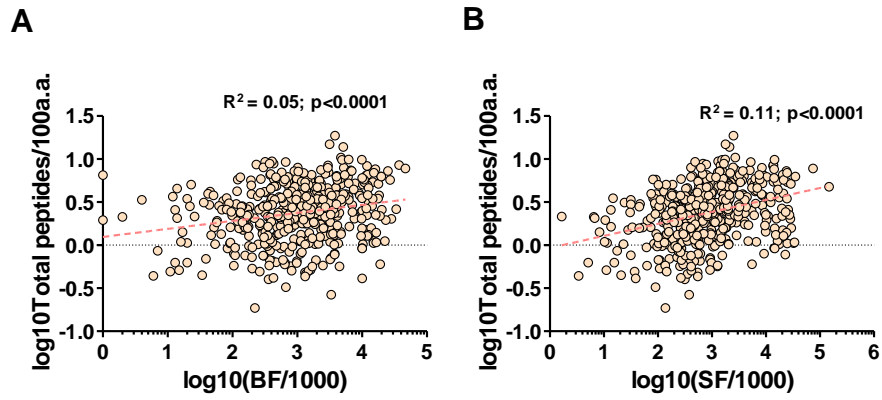 A
R² = 0.05; p<0.0001
log10Total peptides/100a.a.
1.5
1.0
0.5
0.0
-0.5
-1.0
0 1 2 3 4 5
log10(BF/1000)
B
R² = 0.11; p<0.0001
log10Total peptides/100a.a.
1.5
1.0
0.5
0.0
-0.5
-1.0
0 1 2 3 4 5 6
log10(SF/1000)